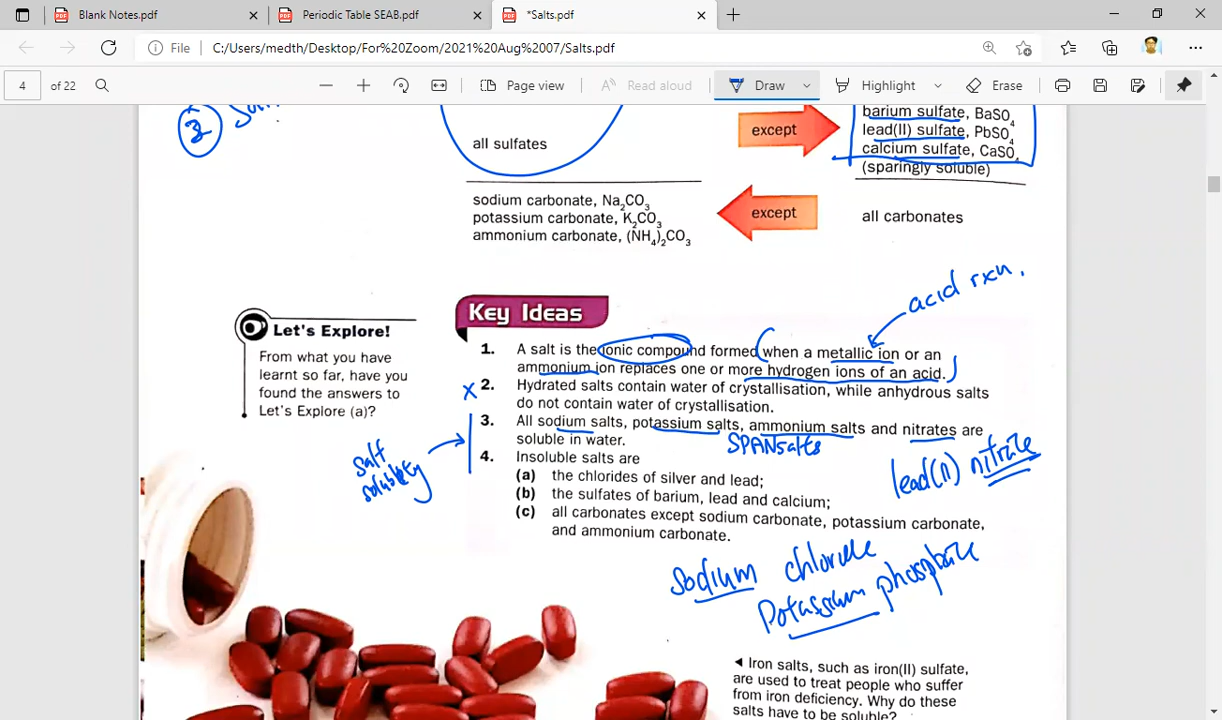 Blank Notes.pdf
Periodic Table SEAB.pdf
*Salts.pdf
File
C:/Users/medth/Desktop/For%20Zoom/2021%20Aug%2007/Salts.pdf
4 of 22
Page view
Read aloud
Draw
Highlight
Erase
3
all sulfates
except
barium sulfate, BaSO4
lead(II) sulfate, PbSO4
calcium sulfate, CaSO4
(sparingly soluble)
sodium carbonate, Na2CO3
potassium carbonate, K2CO3
ammonium carbonate, (NH4)2CO3
except
all carbonates
acid rxn.
Let's Explore!
From what you have
learnt so far, have you
found the answers to
Let's Explore (a)?
Key Ideas
1. A salt is the ionic compound formed when a metallic ion or an
ammonium ion replaces one or more hydrogen ions of an acid.
x 2. Hydrated salts contain water of crystallisation, while anhydrous salts
do not contain water of crystallisation.
3. All sodium salts, potassium salts, ammonium salts and nitrates are
soluble in water.
SPAN salts
salt
solubility
lead(II) nitrate
4. Insoluble salts are
(a) the chlorides of silver and lead;
(b) the sulfates of barium, lead and calcium;
(c) all carbonates except sodium carbonate, potassium carbonate,
and ammonium carbonate.
sodium chloride
Potassium phosphate
◄ Iron salts, such as iron(II) sulfate,
are used to treat people who suffer
from iron deficiency. Why do these
salts have to be soluble?